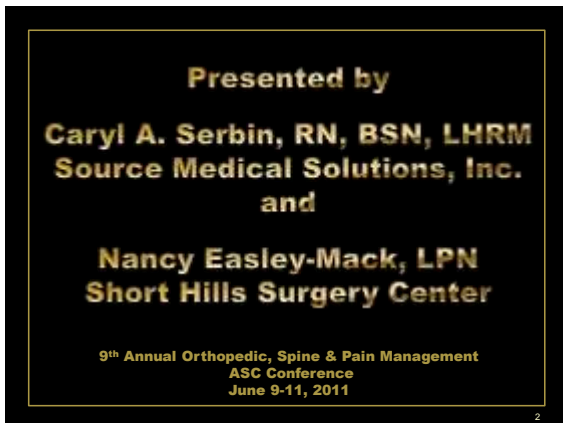 Presented by
Caryl A. Serbin, RN, BSN, LHRM
Source Medical Solutions, Inc.
and
Nancy Easley-Mack, LPN
Short Hills Surgery Center
9th Annual Orthopedic, Spine & Pain Management
ASC Conference
June 9-11, 2011
2